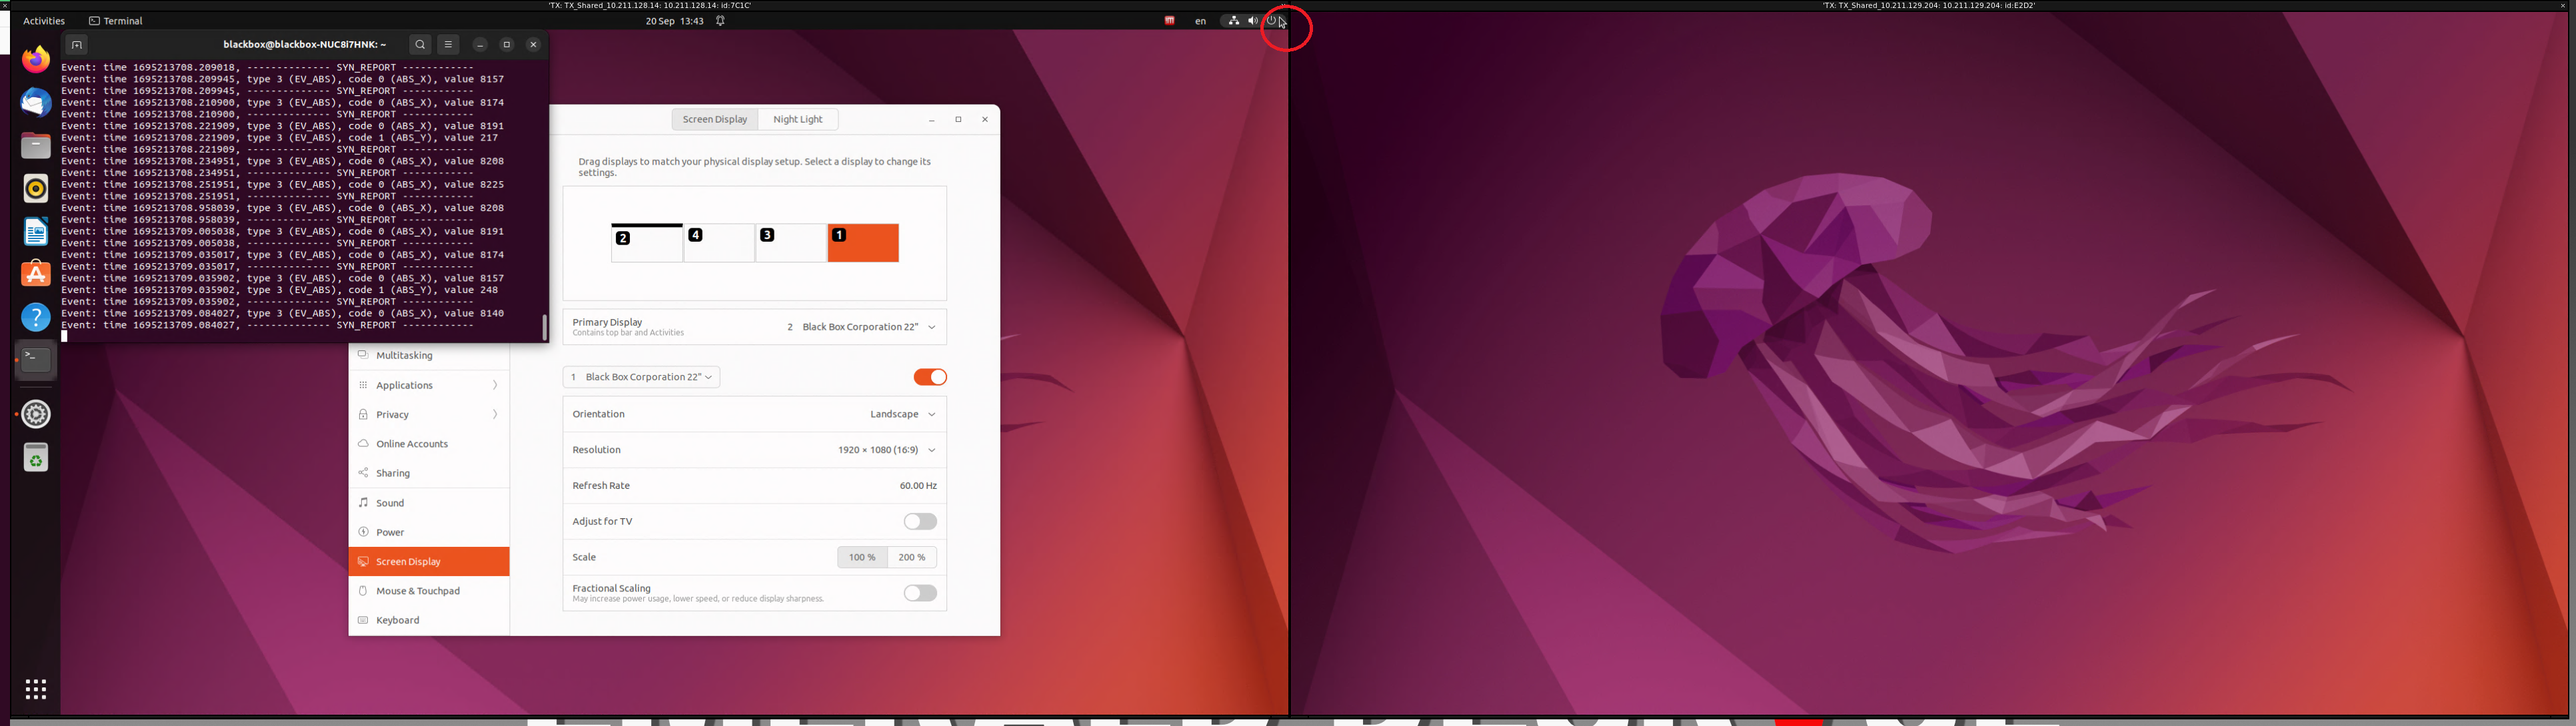 'TX: TX_Shared_10.211.128.14: 10.211.128.14: id:7C1C'
'TX: TX_Shared_10.211.129.204: 10.211.129.204: id:E2D2'
Activities
Terminal
20 Sep 13:43
en
blackbox@blackbox-NUC8i7HNK: ~
Event: time 1695213708.209018, -------------- SYN_REPORT ------------
Event: time 1695213708.209945, type 3 (EV_ABS), code 0 (ABS_X), value 8157
Event: time 1695213708.209945, -------------- SYN_REPORT ------------
Event: time 1695213708.210900, type 3 (EV_ABS), code 0 (ABS_X), value 8174
Event: time 1695213708.210900, -------------- SYN_REPORT ------------
Event: time 1695213708.221909, type 3 (EV_ABS), code 0 (ABS_X), value 8191
Event: time 1695213708.221909, type 3 (EV_ABS), code 1 (ABS_Y), value 217
Event: time 1695213708.221909, -------------- SYN_REPORT ------------
Event: time 1695213708.234951, type 3 (EV_ABS), code 0 (ABS_X), value 8208
Event: time 1695213708.234951, -------------- SYN_REPORT ------------
Event: time 1695213708.251951, type 3 (EV_ABS), code 0 (ABS_X), value 8225
Event: time 1695213708.251951, -------------- SYN_REPORT ------------
Event: time 1695213708.958039, type 3 (EV_ABS), code 0 (ABS_X), value 8208
Event: time 1695213708.958039, -------------- SYN_REPORT ------------
Event: time 1695213709.005038, type 3 (EV_ABS), code 0 (ABS_X), value 8191
Event: time 1695213709.005038, -------------- SYN_REPORT ------------
Event: time 1695213709.035017, type 3 (EV_ABS), code 0 (ABS_X), value 8174
Event: time 1695213709.035017, -------------- SYN_REPORT ------------
Event: time 1695213709.035902, type 3 (EV_ABS), code 0 (ABS_X), value 8157
Event: time 1695213709.035902, type 3 (EV_ABS), code 1 (ABS_Y), value 248
Event: time 1695213709.035902, -------------- SYN_REPORT ------------
Event: time 1695213709.084027, type 3 (EV_ABS), code 0 (ABS_X), value 8140
Event: time 1695213709.084027, -------------- SYN_REPORT ------------
Multitasking
Applications
Privacy
Online Accounts
Sharing
Sound
Power
Screen Display
Mouse & Touchpad
Keyboard
Screen Display
Night Light
Drag displays to match your physical display setup. Select a display to change its
settings.
2
4
3
1
Primary Display
Contains top bar and Activities
2 Black Box Corporation 22"
1 Black Box Corporation 22"
Orientation
Landscape
Resolution
1920 × 1080 (16:9)
Refresh Rate
60.00 Hz
Adjust for TV
Scale
100 %
200 %
Fractional Scaling
May increase power usage, lower speed, or reduce display sharpness.